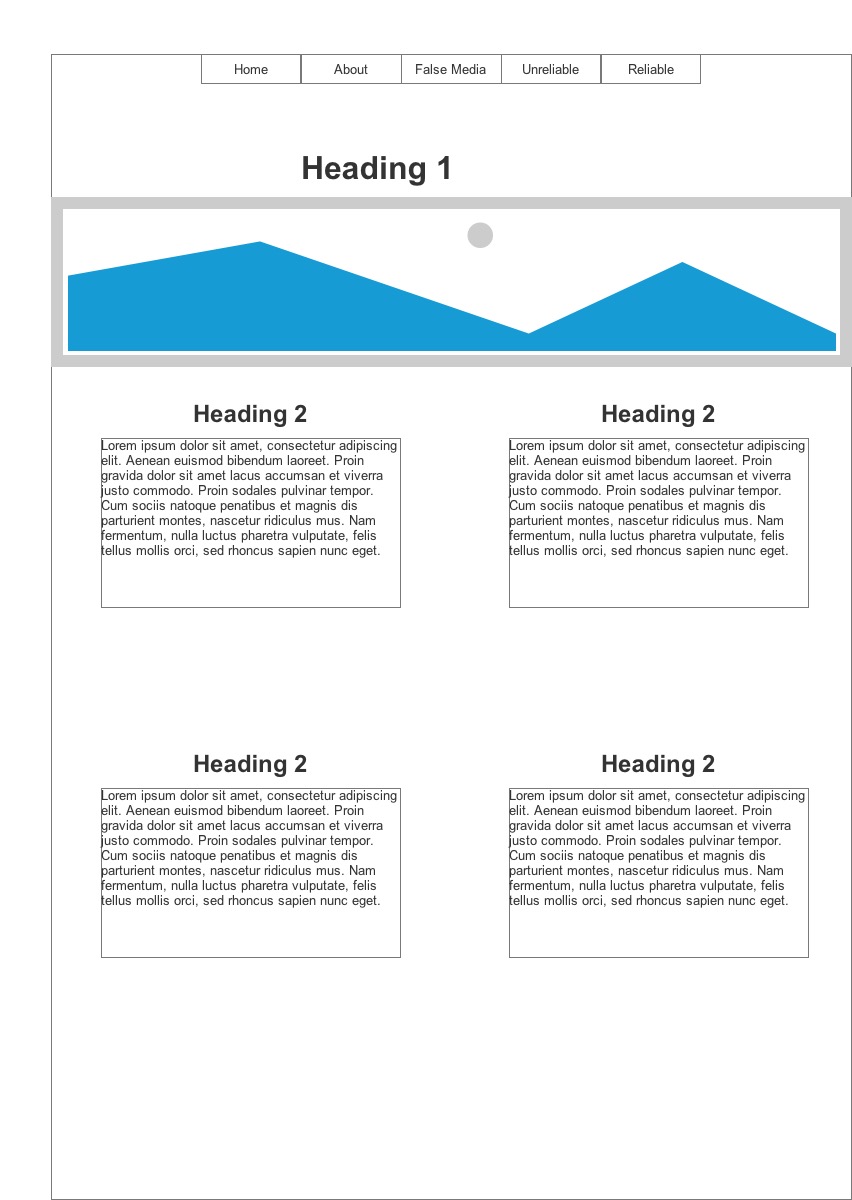 Home About False Media Unreliable Reliable
Heading 1
Heading 2
Lorem ipsum dolor sit amet, consectetur adipiscing
elit. Aenean euismod bibendum laoreet. Proin
gravida dolor sit amet lacus accumsan et viverra
justo commodo. Proin sodales pulvinar tempor.
Cum sociis natoque penatibus et magnis dis
parturient montes, nascetur ridiculus mus. Nam
fermentum, nulla luctus pharetra vulputate, felis
tellus mollis orci, sed rhoncus sapien nunc eget.
Heading 2
Lorem ipsum dolor sit amet, consectetur adipiscing
elit. Aenean euismod bibendum laoreet. Proin
gravida dolor sit amet lacus accumsan et viverra
justo commodo. Proin sodales pulvinar tempor.
Cum sociis natoque penatibus et magnis dis
parturient montes, nascetur ridiculus mus. Nam
fermentum, nulla luctus pharetra vulputate, felis
tellus mollis orci, sed rhoncus sapien nunc eget.
Heading 2
Lorem ipsum dolor sit amet, consectetur adipiscing
elit. Aenean euismod bibendum laoreet. Proin
gravida dolor sit amet lacus accumsan et viverra
justo commodo. Proin sodales pulvinar tempor.
Cum sociis natoque penatibus et magnis dis
parturient montes, nascetur ridiculus mus. Nam
fermentum, nulla luctus pharetra vulputate, felis
tellus mollis orci, sed rhoncus sapien nunc eget.
Heading 2
Lorem ipsum dolor sit amet, consectetur adipiscing
elit. Aenean euismod bibendum laoreet. Proin
gravida dolor sit amet lacus accumsan et viverra
justo commodo. Proin sodales pulvinar tempor.
Cum sociis natoque penatibus et magnis dis
parturient montes, nascetur ridiculus mus. Nam
fermentum, nulla luctus pharetra vulputate, felis
tellus mollis orci, sed rhoncus sapien nunc eget.